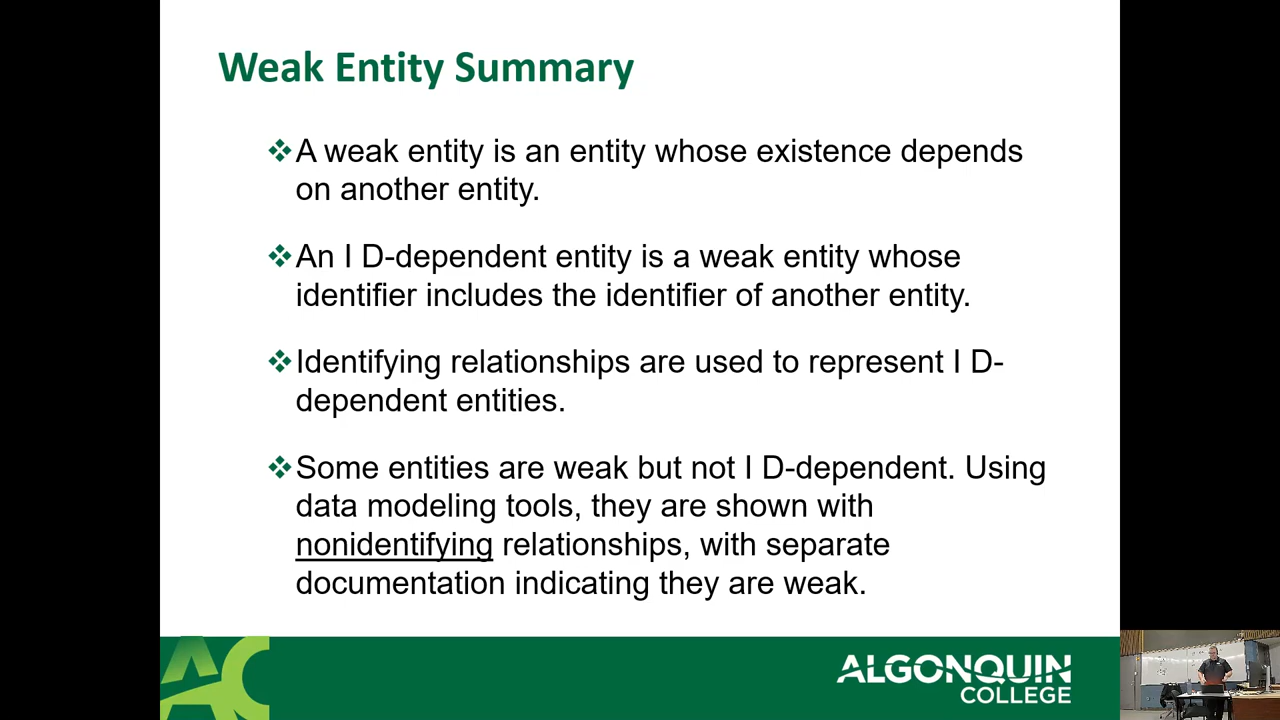 Weak Entity Summary
❖A weak entity is an entity whose existence depends
on another entity.
❖An I D-dependent entity is a weak entity whose
identifier includes the identifier of another entity.
❖Identifying relationships are used to represent I D-
dependent entities.
❖Some entities are weak but not I D-dependent. Using
data modeling tools, they are shown with
nonidentifying relationships, with separate
documentation indicating they are weak.
AC
ALGONQUIN
COLLEGE